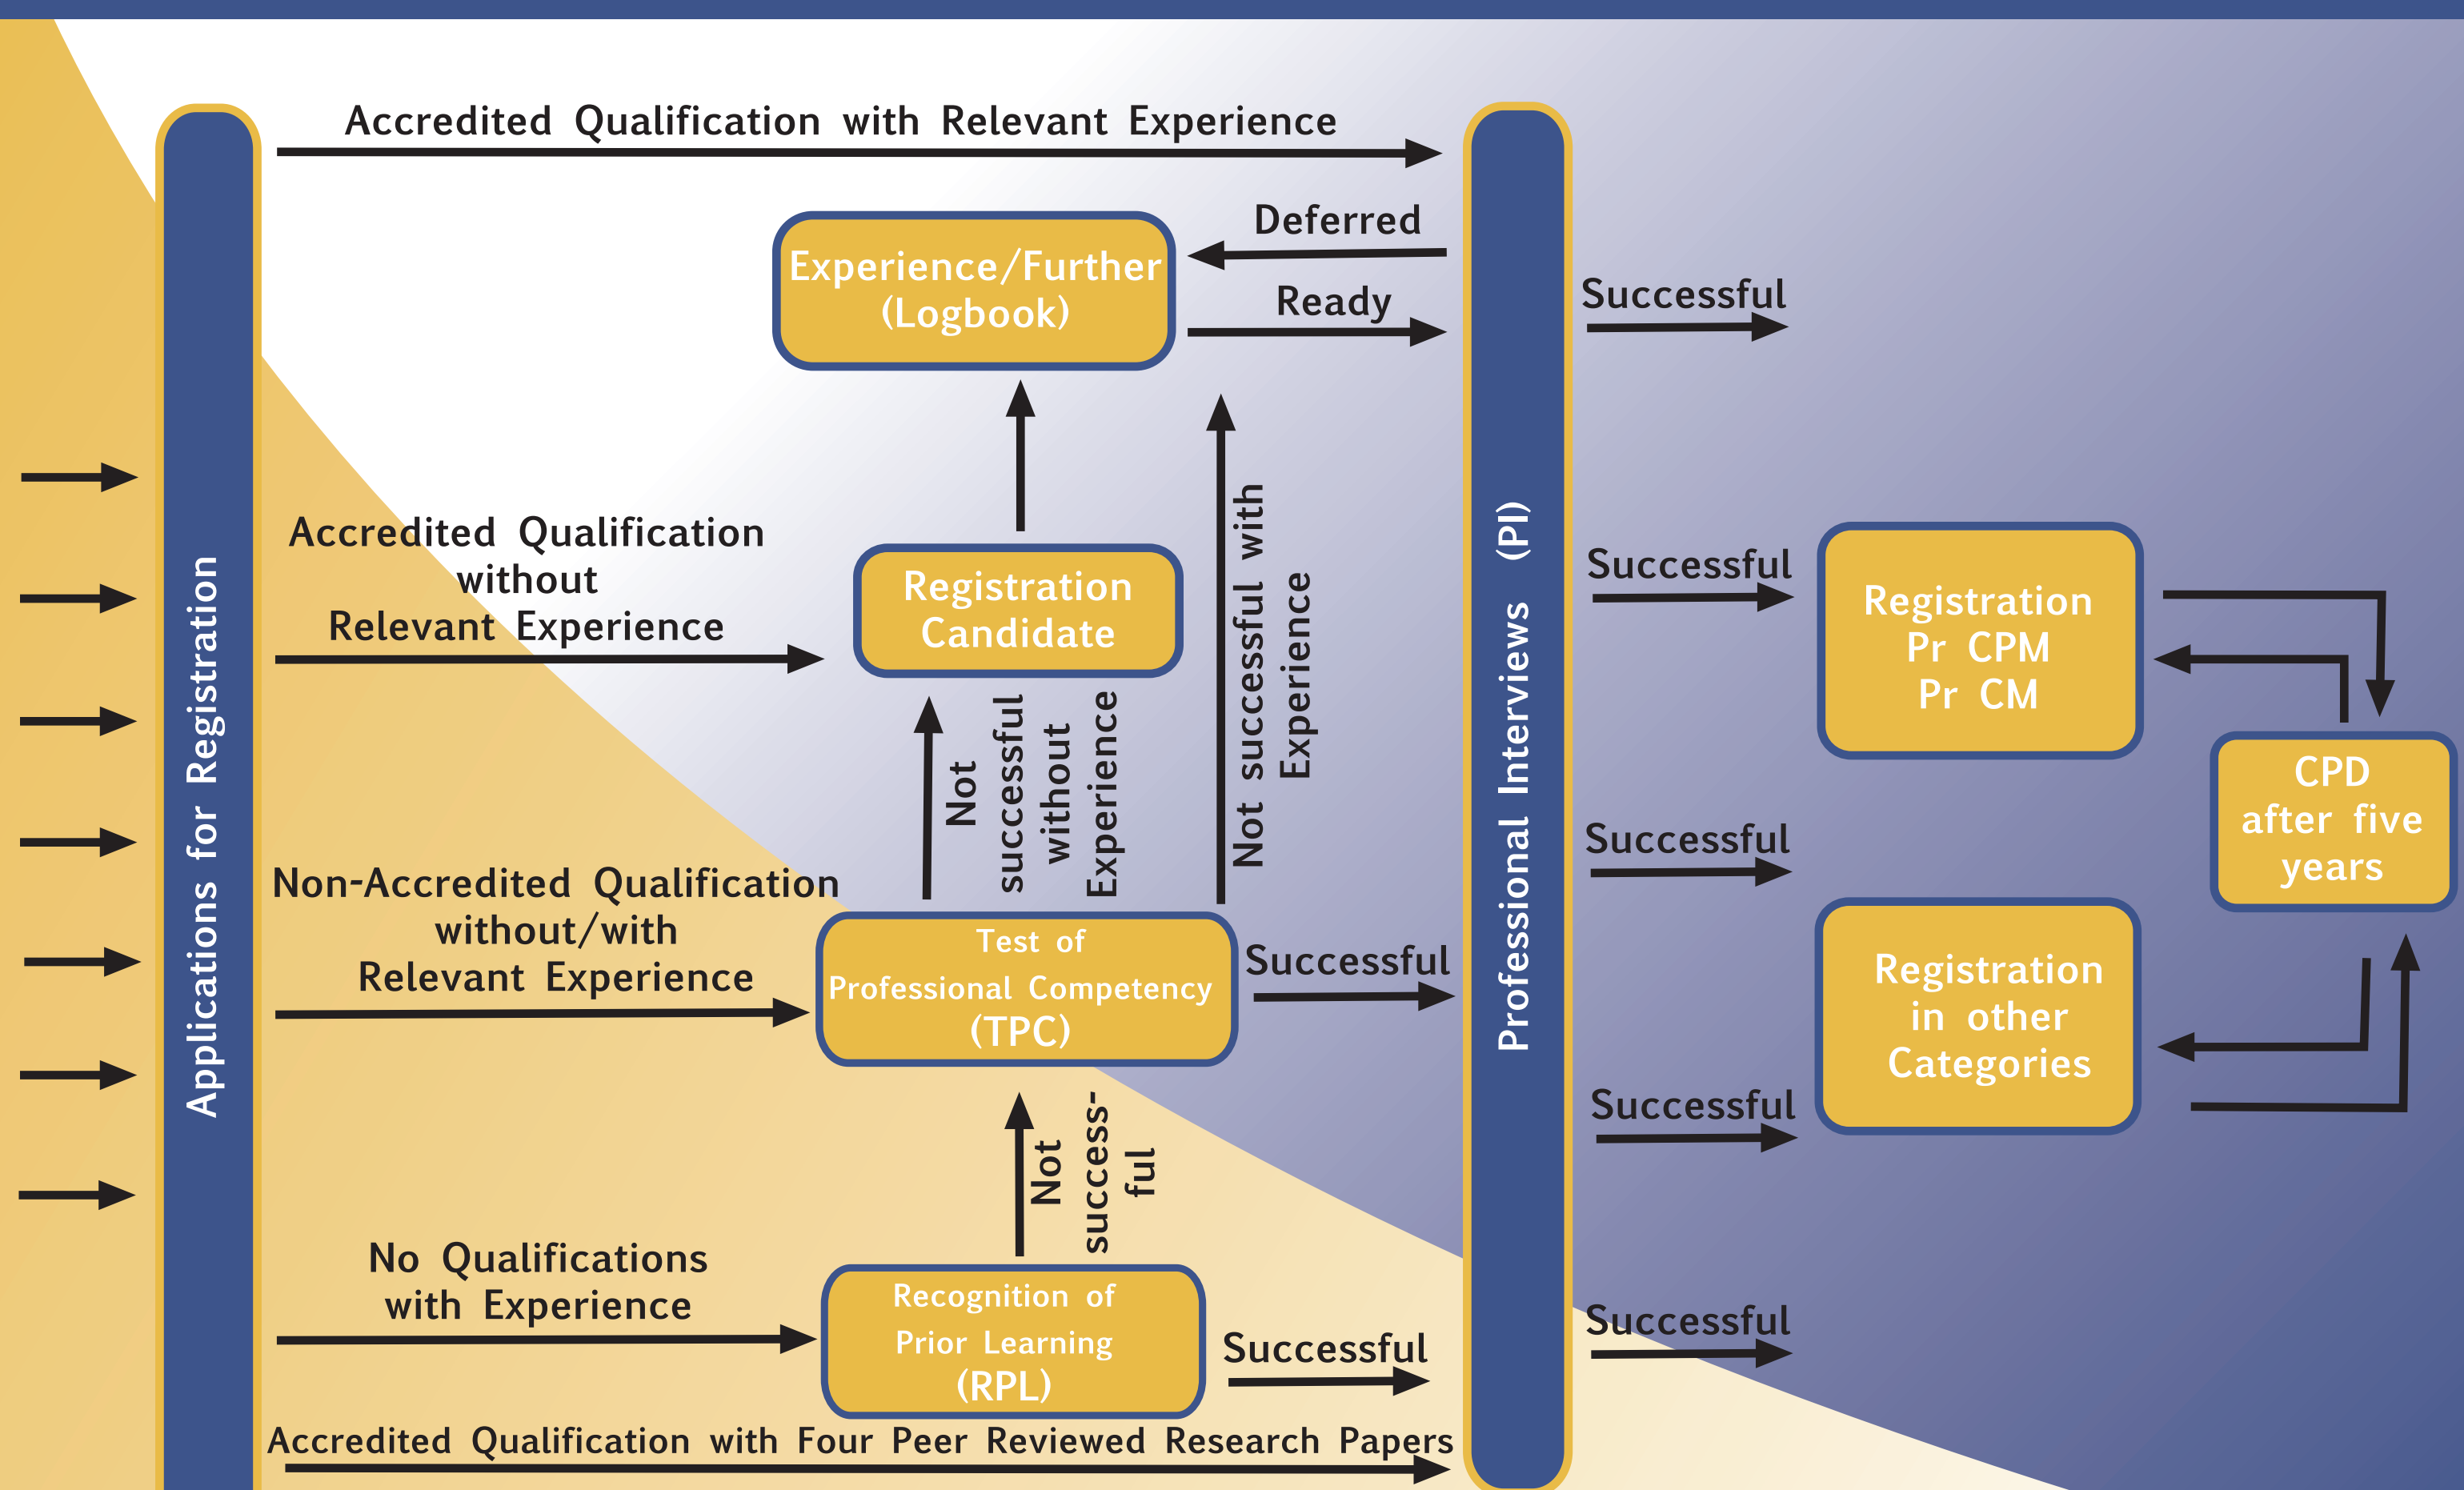 Applications for Registration
Accredited Qualification with Relevant Experience
Experience/Further
(Logbook)
Deferred
Ready
Accredited Qualification
without
Relevant Experience
Registration
Candidate
Not
successful
without
Experience
Not successful with
Experience
Non-Accredited Qualification
without/with
Relevant Experience
Test of
Professional Competency
(TPC)
Successful
Not
success-
ful
No Qualifications
with Experience
Recognition of
Prior Learning
(RPL)
Successful
Accredited Qualification with Four Peer Reviewed Research Papers
Professional Interviews (PI)
Successful
Successful
Registration
Pr CPM
Pr CM
CPD
after five
years
Successful
Registration
in other
Categories
Successful
Successful